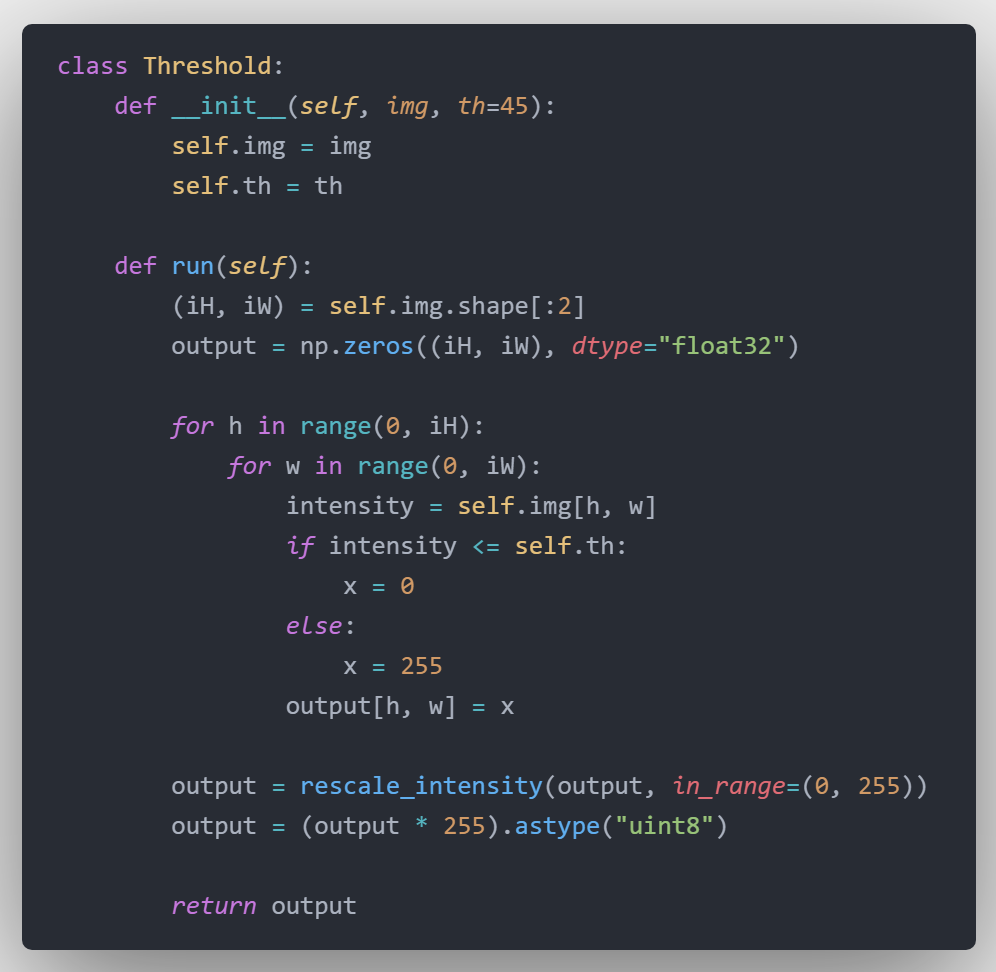 class Threshold:
    def __init__(self, img, th=45):
        self.img = img
        self.th = th

    def run(self):
        (iH, iW) = self.img.shape[:2]
        output = np.zeros((iH, iW), dtype="float32")

        for h in range(0, iH):
            for w in range(0, iW):
                intensity = self.img[h, w]
                if intensity <= self.th:
                    x = 0
                else:
                    x = 255
                output[h, w] = x

        output = rescale_intensity(output, in_range=(0, 255))
        output = (output * 255).astype("uint8")

        return output